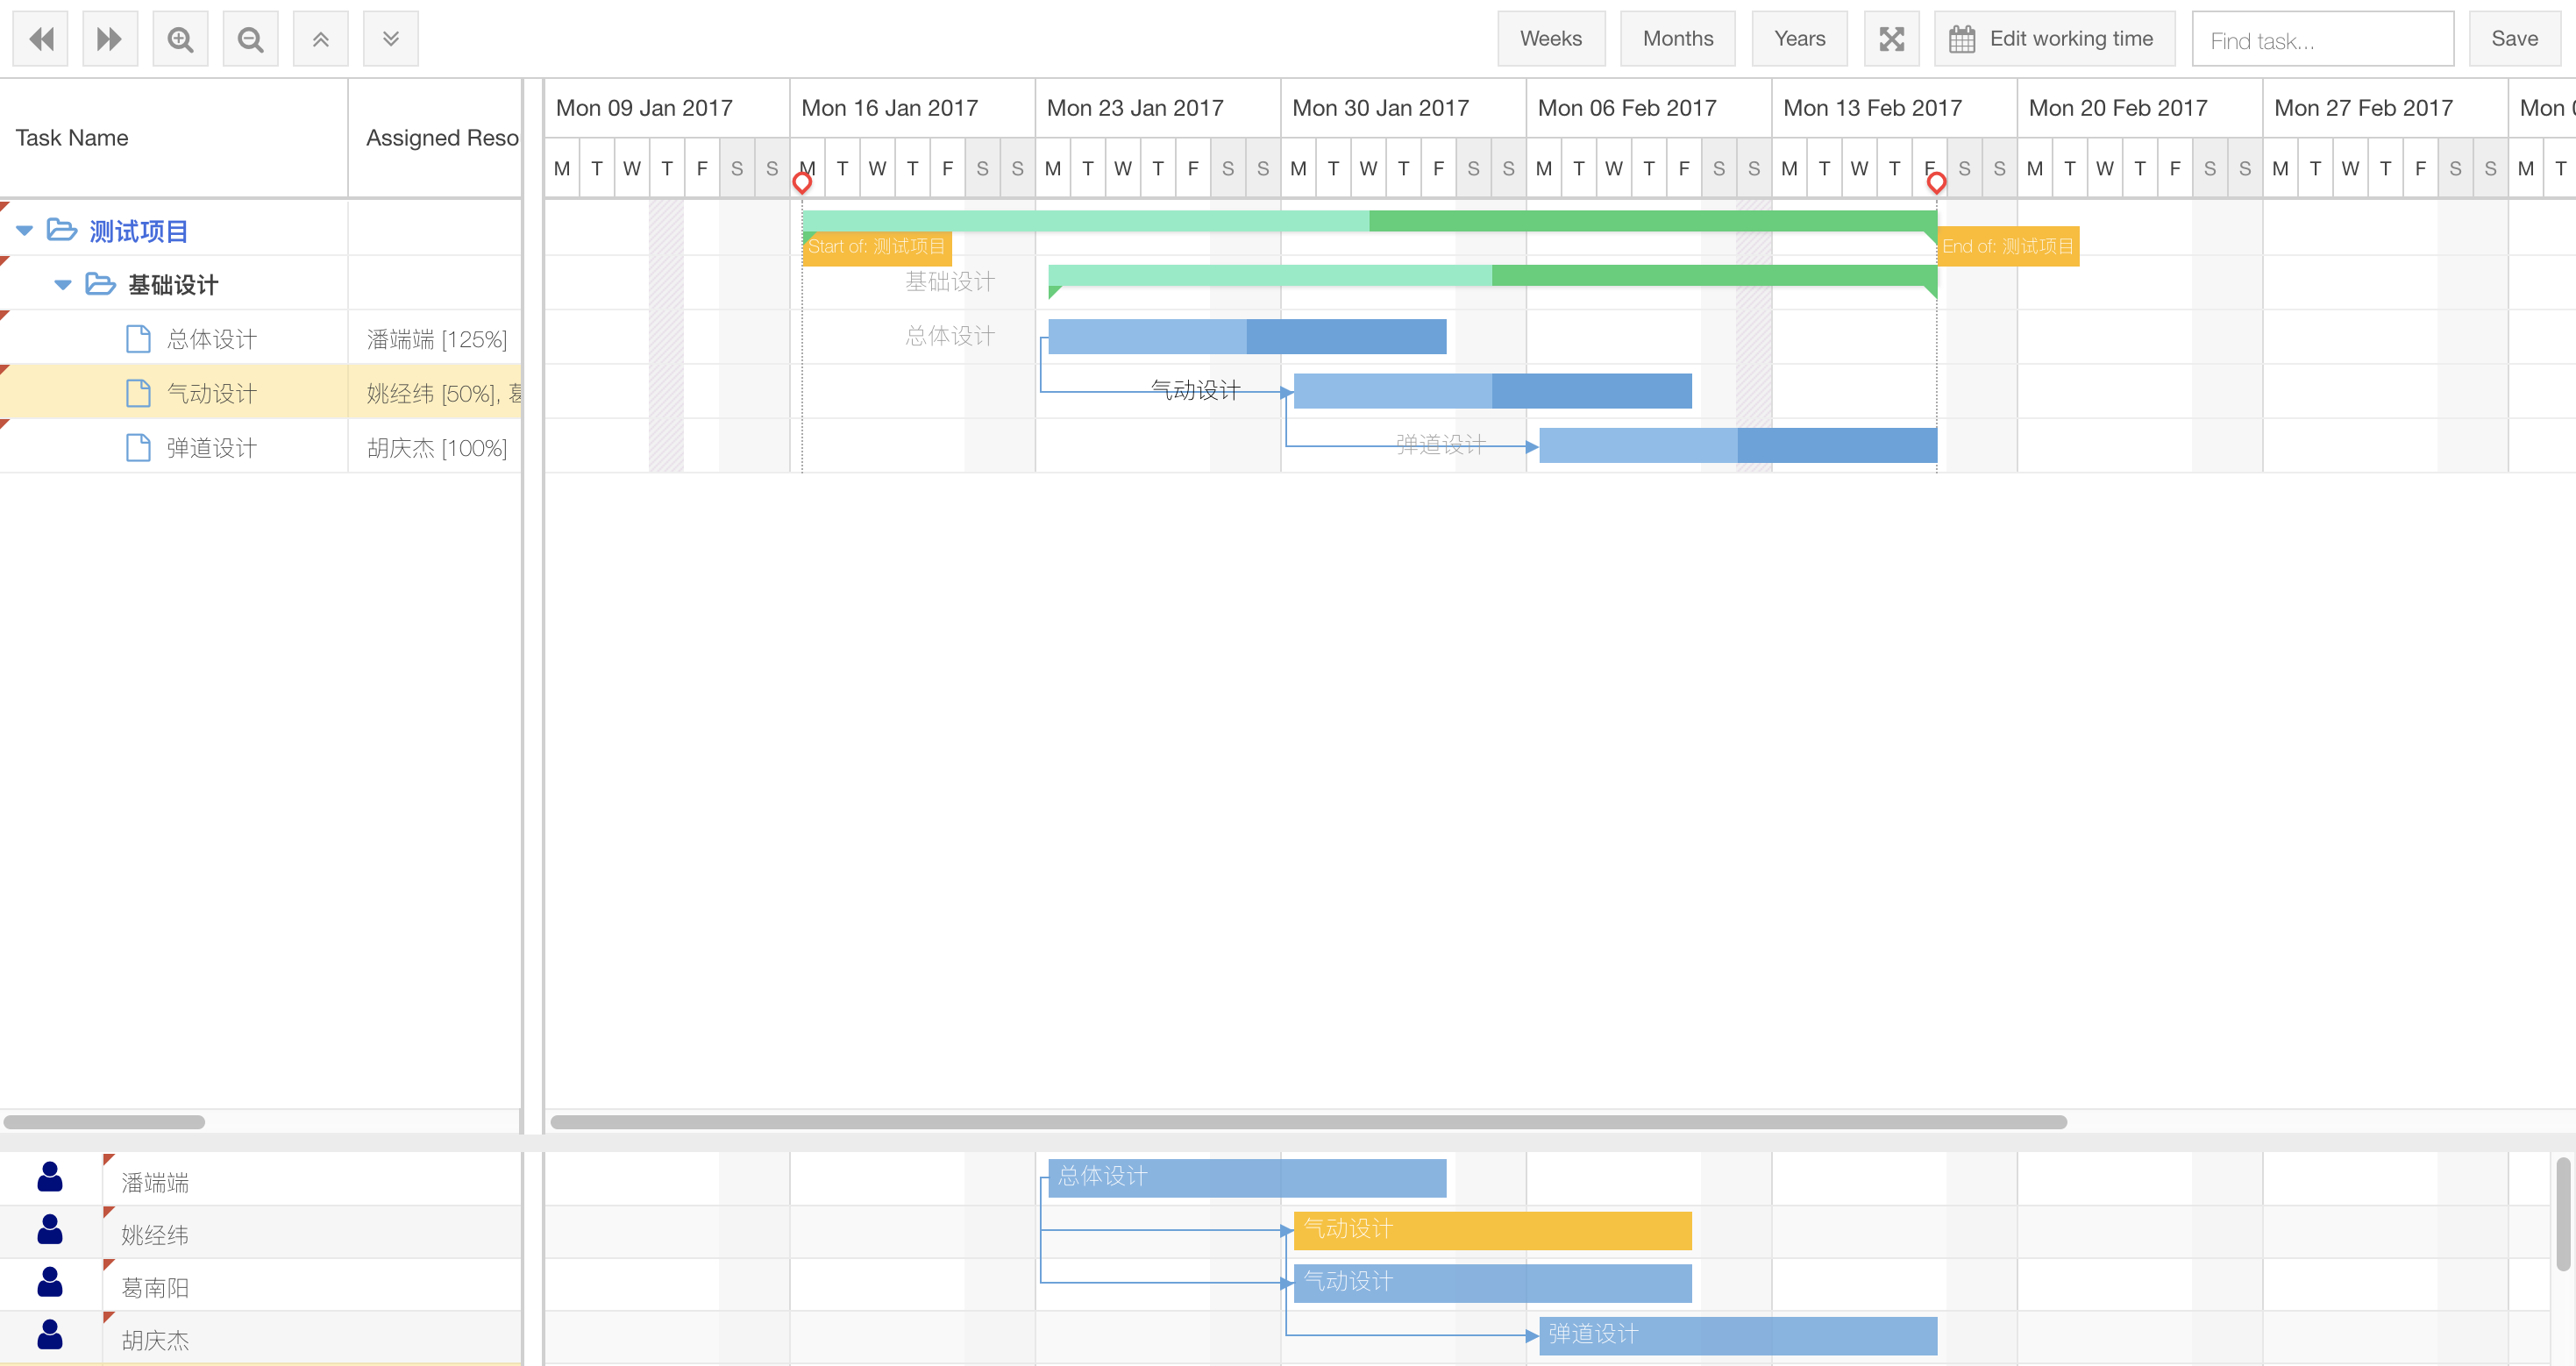 Weeks Months Years Edit working time Find task... Save
Task Name Assigned Reso
Mon 09 Jan 2017 Mon 16 Jan 2017 Mon 23 Jan 2017 Mon 30 Jan 2017 Mon 06 Feb 2017 Mon 13 Feb 2017 Mon 20 Feb 2017 Mon 27 Feb 2017 Mon
M T W T F S S M T W T F S S M T W T F S S M T W T F S S M T W T F S S M T W T F S S M T W T F S S M T W T F S S M T
测试项目
Start of: 测试项目 End of: 测试项目
基础设计 基础设计
总体设计 潘端端 [125%] 总体设计
气动设计 姚经纬 [50%], 气动设计
弹道设计 胡庆杰 [100%] 弹道设计
潘端端 总体设计
姚经纬 气动设计
葛南阳 气动设计
胡庆杰 弹道设计